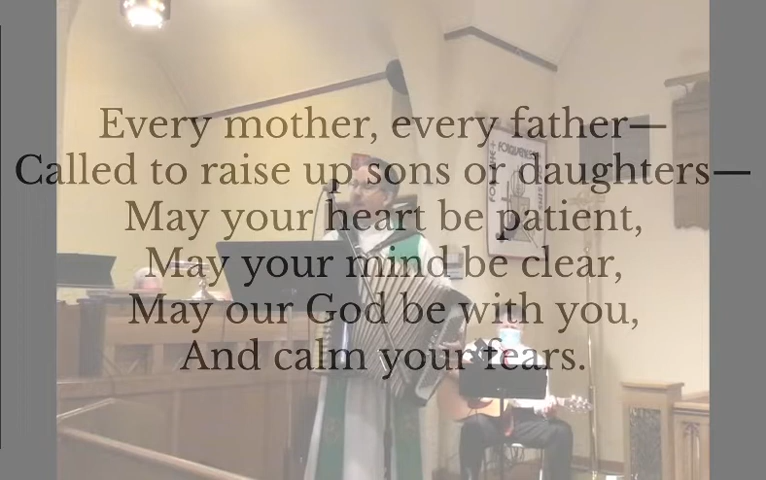 Every mother, every father—
Called to raise up sons or daughters—
May your heart be patient,
May your mind be clear,
May our God be with you,
And calm your fears.
FORGIVENESS